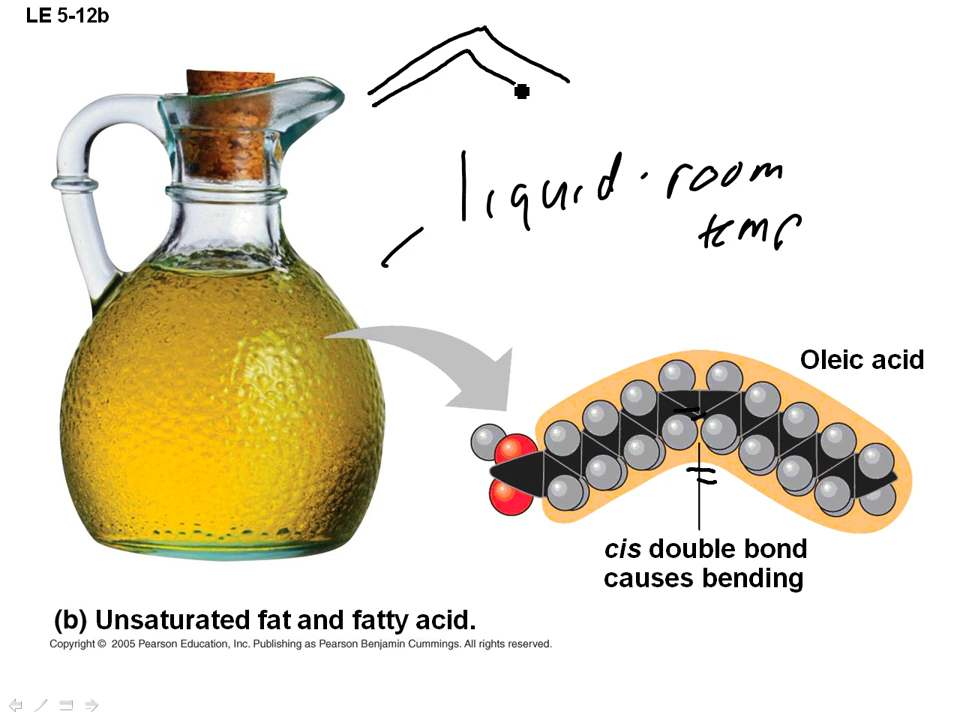 LE 5-12b
liquid · room
temp
Oleic acid
=
=
cis double bond
causes bending
(b) Unsaturated fat and fatty acid.
Copyright © 2005 Pearson Education, Inc. Publishing as Pearson Benjamin Cummings. All rights reserved.